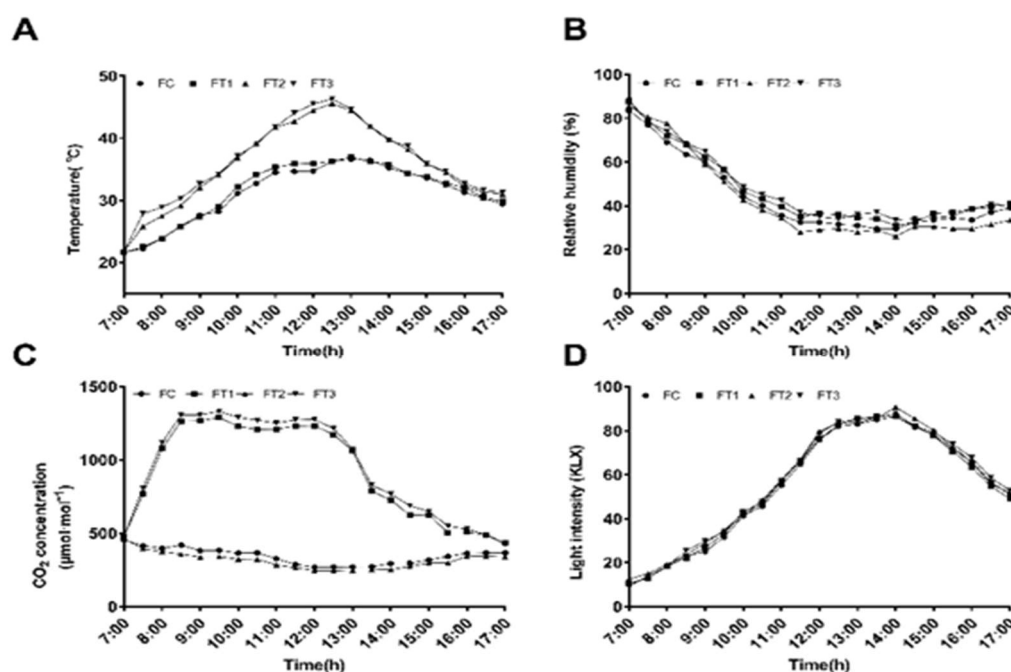 A
Temperature( °C)
50
40
30
20
FC FT1 FT2 FT3
7:00 8:00 9:00 10:00 11:00 12:00 13:00 14:00 15:00 16:00 17:00
Time(h)
B
Relative humidity (%)
100
80
60
40
20
0
FC FT1 FT2 FT3
7:00 8:00 9:00 10:00 11:00 12:00 13:00 14:00 15:00 16:00 17:00
Time(h)
C
CO₂ concentration
(μmol·mol⁻¹)
1500
1000
500
0
FC FT1 FT2 FT3
7:00 8:00 9:00 10:00 11:00 12:00 13:00 14:00 15:00 16:00 17:00
Time(h)
D
Light intensity (KLX)
100
80
60
40
20
0
FC FT1 FT2 FT3
7:00 8:00 9:00 10:00 11:00 12:00 13:00 14:00 15:00 16:00 17:00
Time(h)